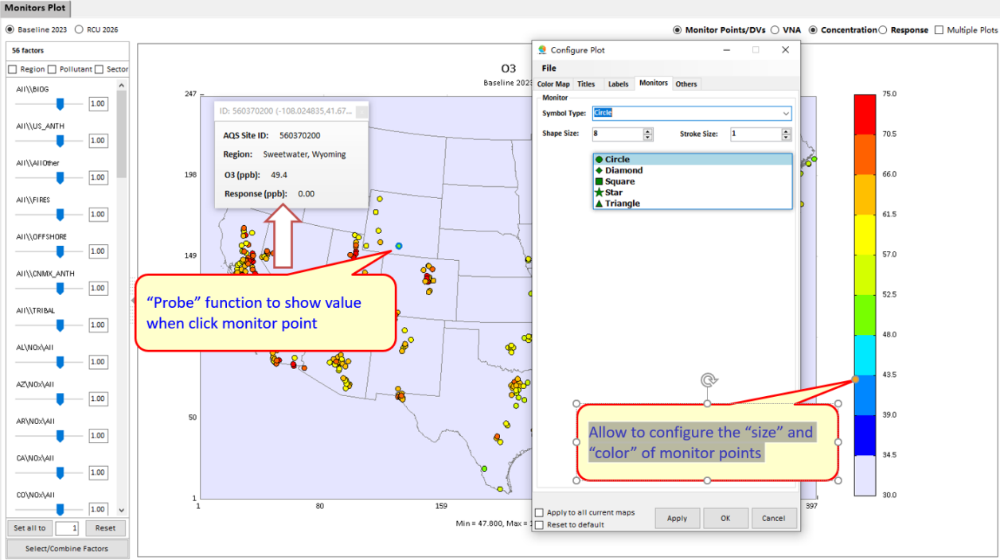 Monitors Plot
Baseline 2023 RCU 2026
Monitor Points/DVs VNA Concentration Response Multiple Plots
56 factors
Region Pollutant Sector
All\\BIOG
1.00
All\\US_ANTH
1.00
All\\AllOther
1.00
All\\FIRES
1.00
All\\OFFSHORE
1.00
All\\CNMX_ANTH
1.00
All\\TRIBAL
1.00
AL\NOx\All
1.00
AZ\NOx\All
1.00
AR\NOx\All
1.00
CA\NOx\All
1.00
CO\NOx\All
1.00
Set all to 1 Reset
Select/Combine Factors
O3
Baseline 2023
247
198
149
50
1
1 80 159 397
Min = 47.800, Max =
ID: 560370200 (-108.024835,41.67...
AQS Site ID: 560370200
Region: Sweetwater, Wyoming
O3 (ppb): 49.4
Response (ppb): 0.00
“Probe” function to show value
when click monitor point
Configure Plot
File
Color Map Titles Labels Monitors Others
Monitor
Symbol Type: Circle
Shape Size: 8 Stroke Size: 1
Circle
Diamond
Square
Star
Triangle
Allow to configure the “size” and
“color” of monitor points
Apply to all current maps
Reset to default
Apply OK Cancel
75.0
70.5
66.0
61.5
57.0
52.5
48.0
43.5
39.0
34.5
30.0